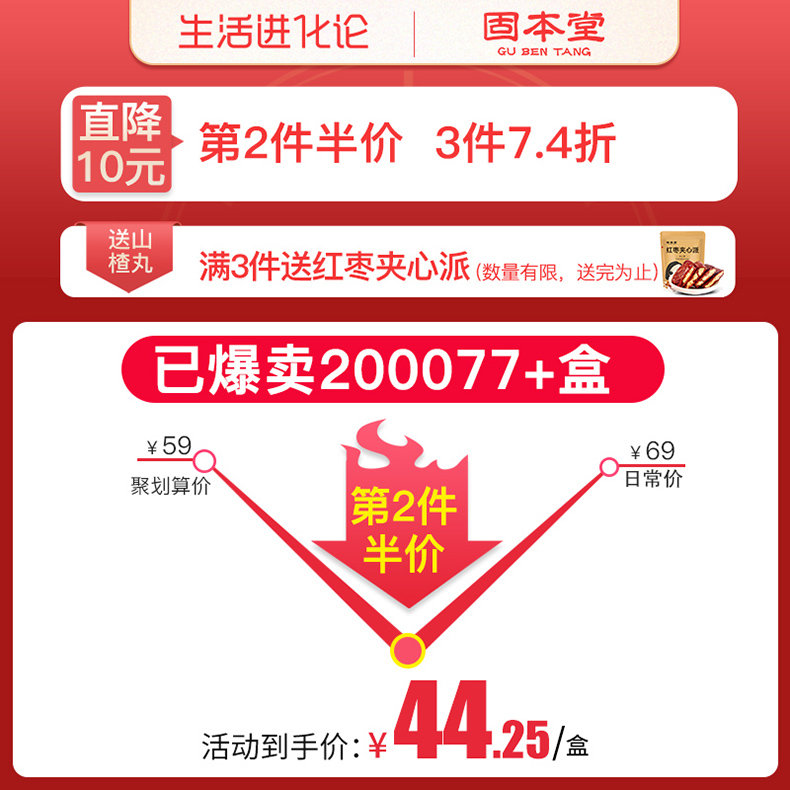 生活进化论
固本堂
GU BEN TANG
直降
10元
第2件半价 3件7.4折
送山
楂丸
满3件送红枣夹心派(数量有限，送完为止)
红枣夹心派
已爆卖200077+盒
¥59
聚划算价
¥69
日常价
第2件
半价
活动到手价:¥44.25/盒